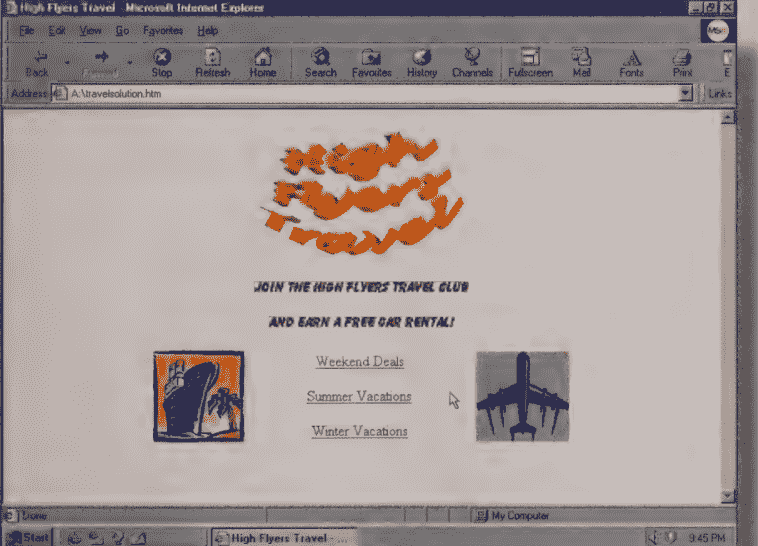 High Flyers Travel - Microsoft Internet Explorer
File Edit View Go Favorites Help
Back Forward Stop Refresh Home Search Favorites History Channels Fullscreen Mail Fonts Print E
Address A:\travelsolution.htm Links
High
Flyers
Travel
JOIN THE HIGH FLYERS TRAVEL CLUB
AND EARN A FREE CAR RENTAL!
Weekend Deals
Summer Vacations
Winter Vacations
Done My Computer
Start High Flyers Travel - ... 9:45 PM